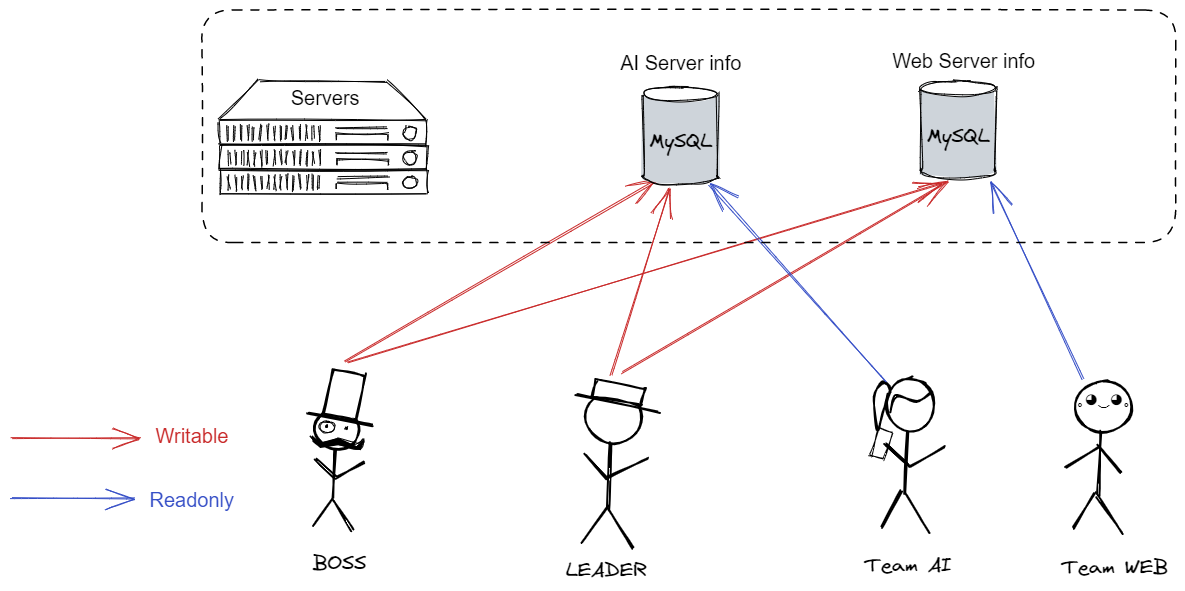 AI Server info
Web Server info
Servers
MySQL
MySQL
Writable
Readonly
BOSS
LEADER
Team AI
Team WEB